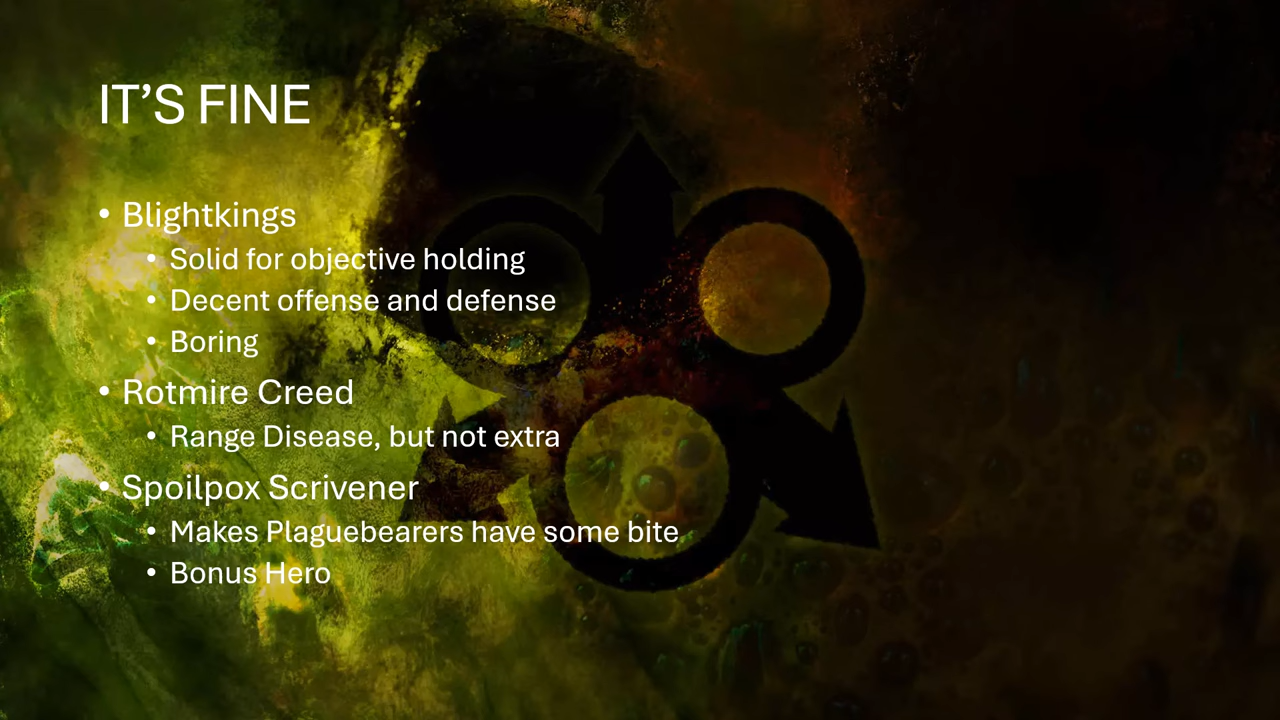 IT’S FINE
• Blightkings
• Solid for objective holding
• Decent offense and defense
• Boring
• Rotmire Creed
• Range Disease, but not extra
• Spoilpox Scrivener
• Makes Plaguebearers have some bite
• Bonus Hero